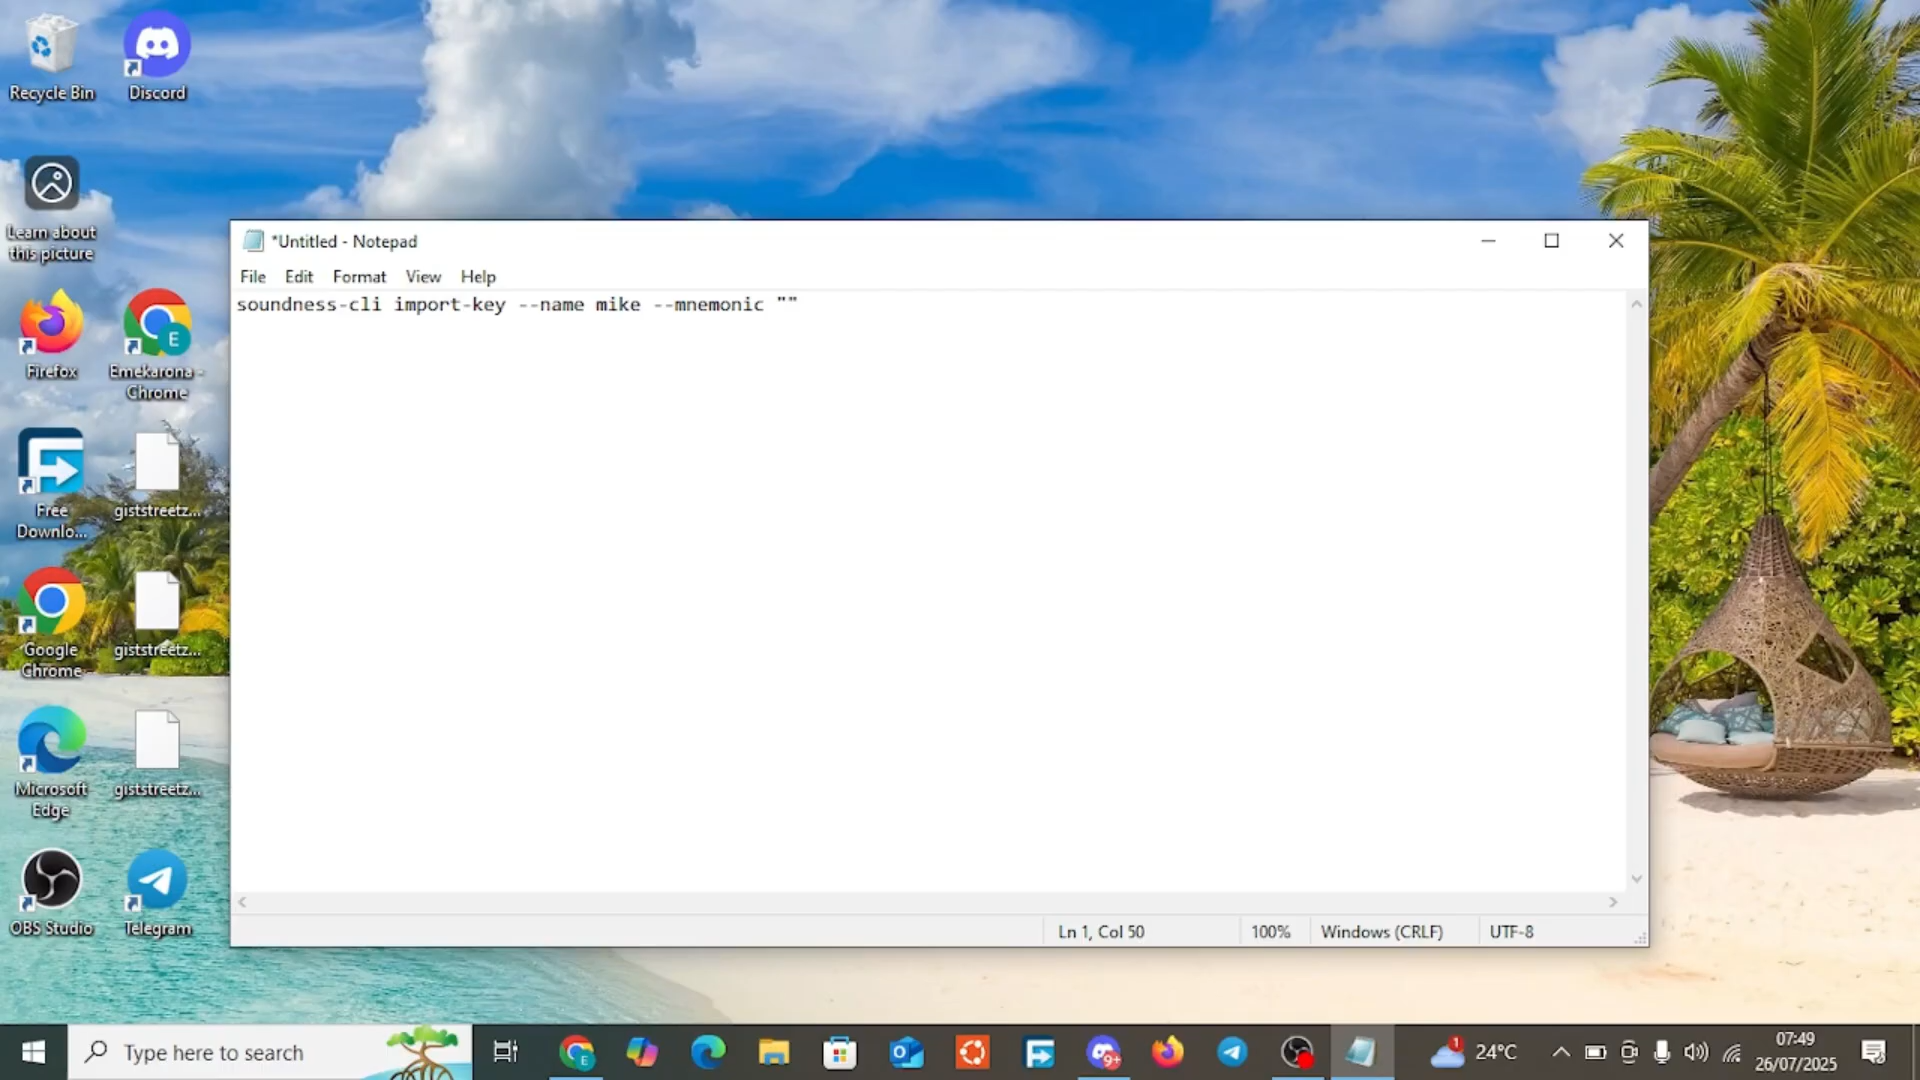 Recycle Bin
Discord
Learn about
this picture
Firefox
Emekarona -
Chrome
Free
Downlo...
giststreetz...
Google
Chrome
giststreetz...
Microsoft
Edge
giststreetz...
OBS Studio
Telegram
*Untitled - Notepad
File Edit Format View Help
soundness-cli import-key --name mike --mnemonic ""
Ln 1, Col 50
100%
Windows (CRLF)
UTF-8
Type here to search
E
9+
1
24°C
07:49
26/07/2025